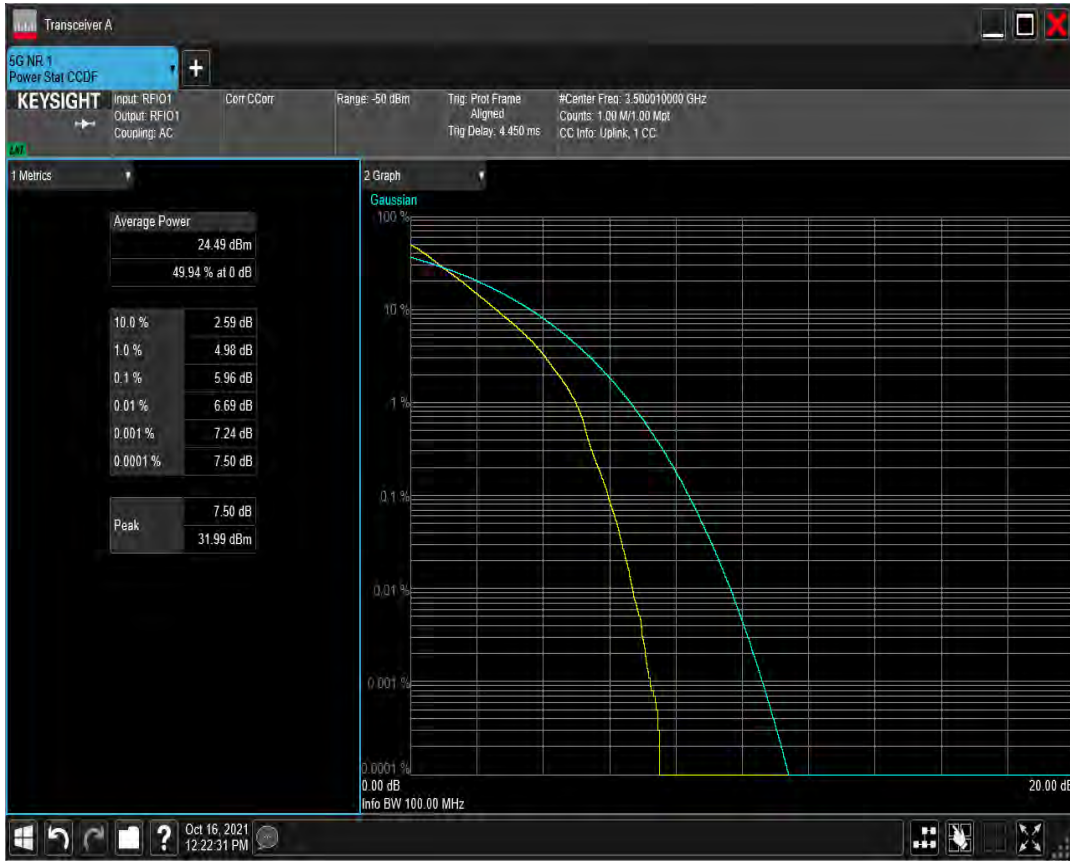 Transceiver A
5G NR 1
Power Stat CCDF
+
KEYSIGHT
Input: RFIO1
Output: RFIO1
Coupling: AC
Corr CCorr
Range: -50 dBm
Trig: Prot Frame
Aligned
Trig Delay: 4.450 ms
#Center Freq: 3.500010000 GHz
Counts: 1.00 M/1.00 Mpt
CC Info: Uplink, 1 CC
1 Metrics
Average Power
24.49 dBm
49.94 % at 0 dB
10.0 % 2.59 dB
1.0 % 4.98 dB
0.1 % 5.96 dB
0.01 % 6.69 dB
0.001 % 7.24 dB
0.0001 % 7.50 dB
Peak 7.50 dB
31.99 dBm
2 Graph
Gaussian
100 %
10 %
1 %
0.1 %
0.01 %
0.001 %
0.0001 %
0.00 dB 20.00 dB
Info BW 100.00 MHz
?
Oct 16, 2021
12:22:31 PM